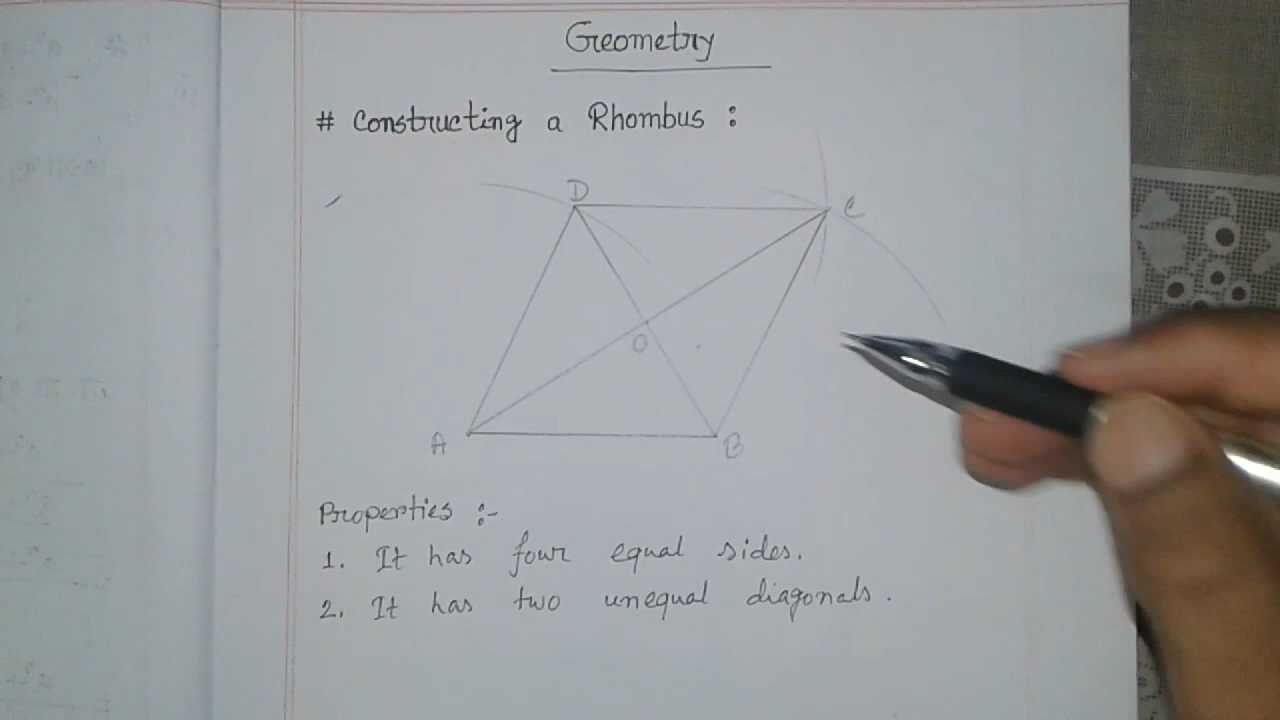 Geometry
# Constructing a Rhombus :
D
C
O
A
B
Properties :-
1. It has four equal sides.
2. It has two unequal diagonals.